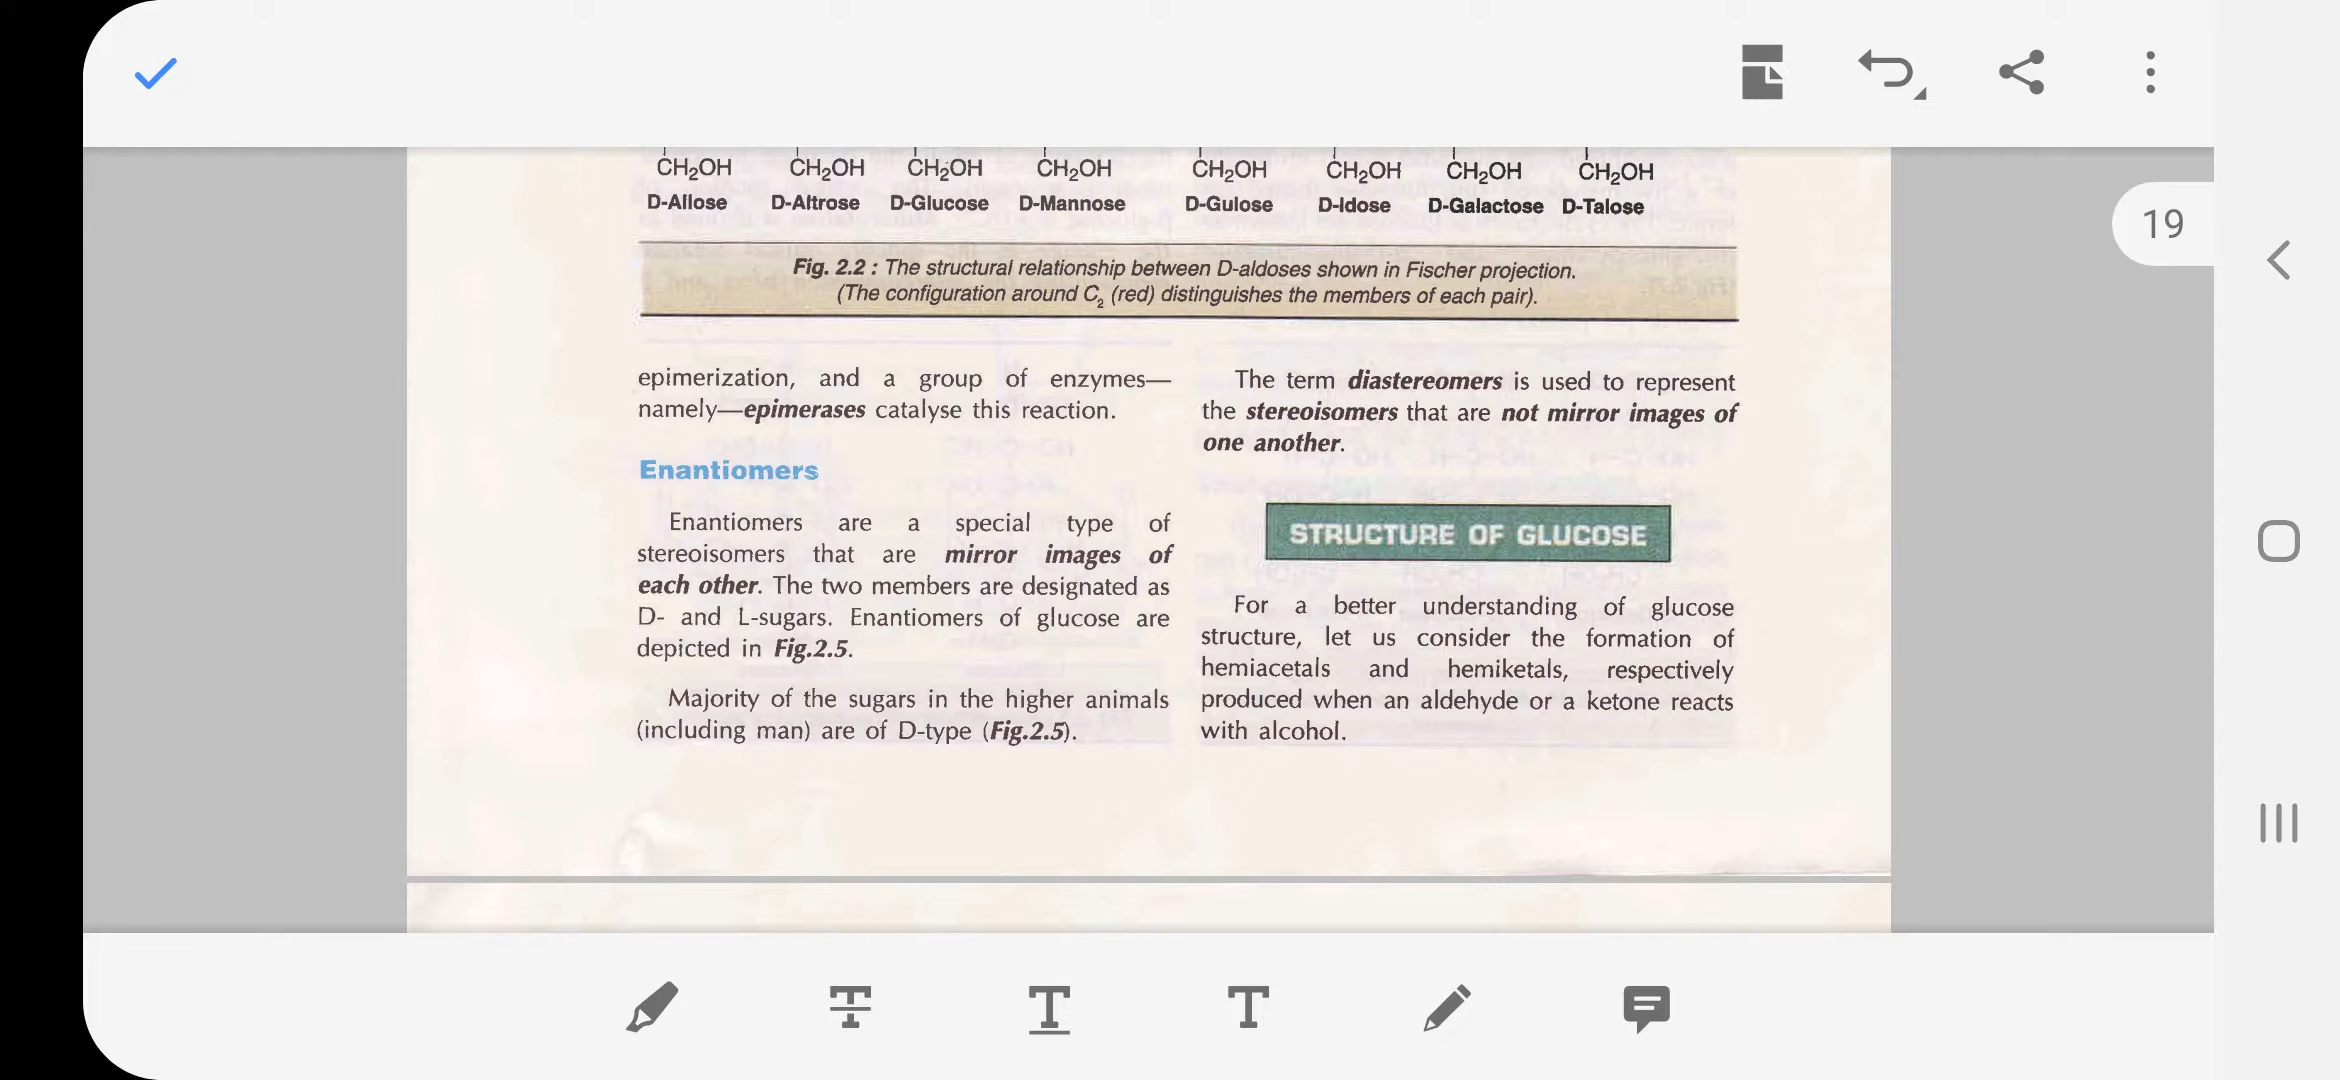 19
CH2OH CH2OH CH2OH CH2OH CH2OH CH2OH CH2OH CH2OH
D-Allose D-Altrose D-Glucose D-Mannose D-Gulose D-Idose D-Galactose D-Talose
Fig. 2.2 : The structural relationship between D-aldoses shown in Fischer projection.
(The configuration around C2 (red) distinguishes the members of each pair).
epimerization, and a group of enzymes—
namely—epimerases catalyse this reaction.
Enantiomers
Enantiomers are a special type of
stereoisomers that are mirror images of
each other. The two members are designated as
D- and L-sugars. Enantiomers of glucose are
depicted in Fig.2.5.
Majority of the sugars in the higher animals
(including man) are of D-type (Fig.2.5).
The term diastereomers is used to represent
the stereoisomers that are not mirror images of
one another.
STRUCTURE OF GLUCOSE
For a better understanding of glucose
structure, let us consider the formation of
hemiacetals and hemiketals, respectively
produced when an aldehyde or a ketone reacts
with alcohol.